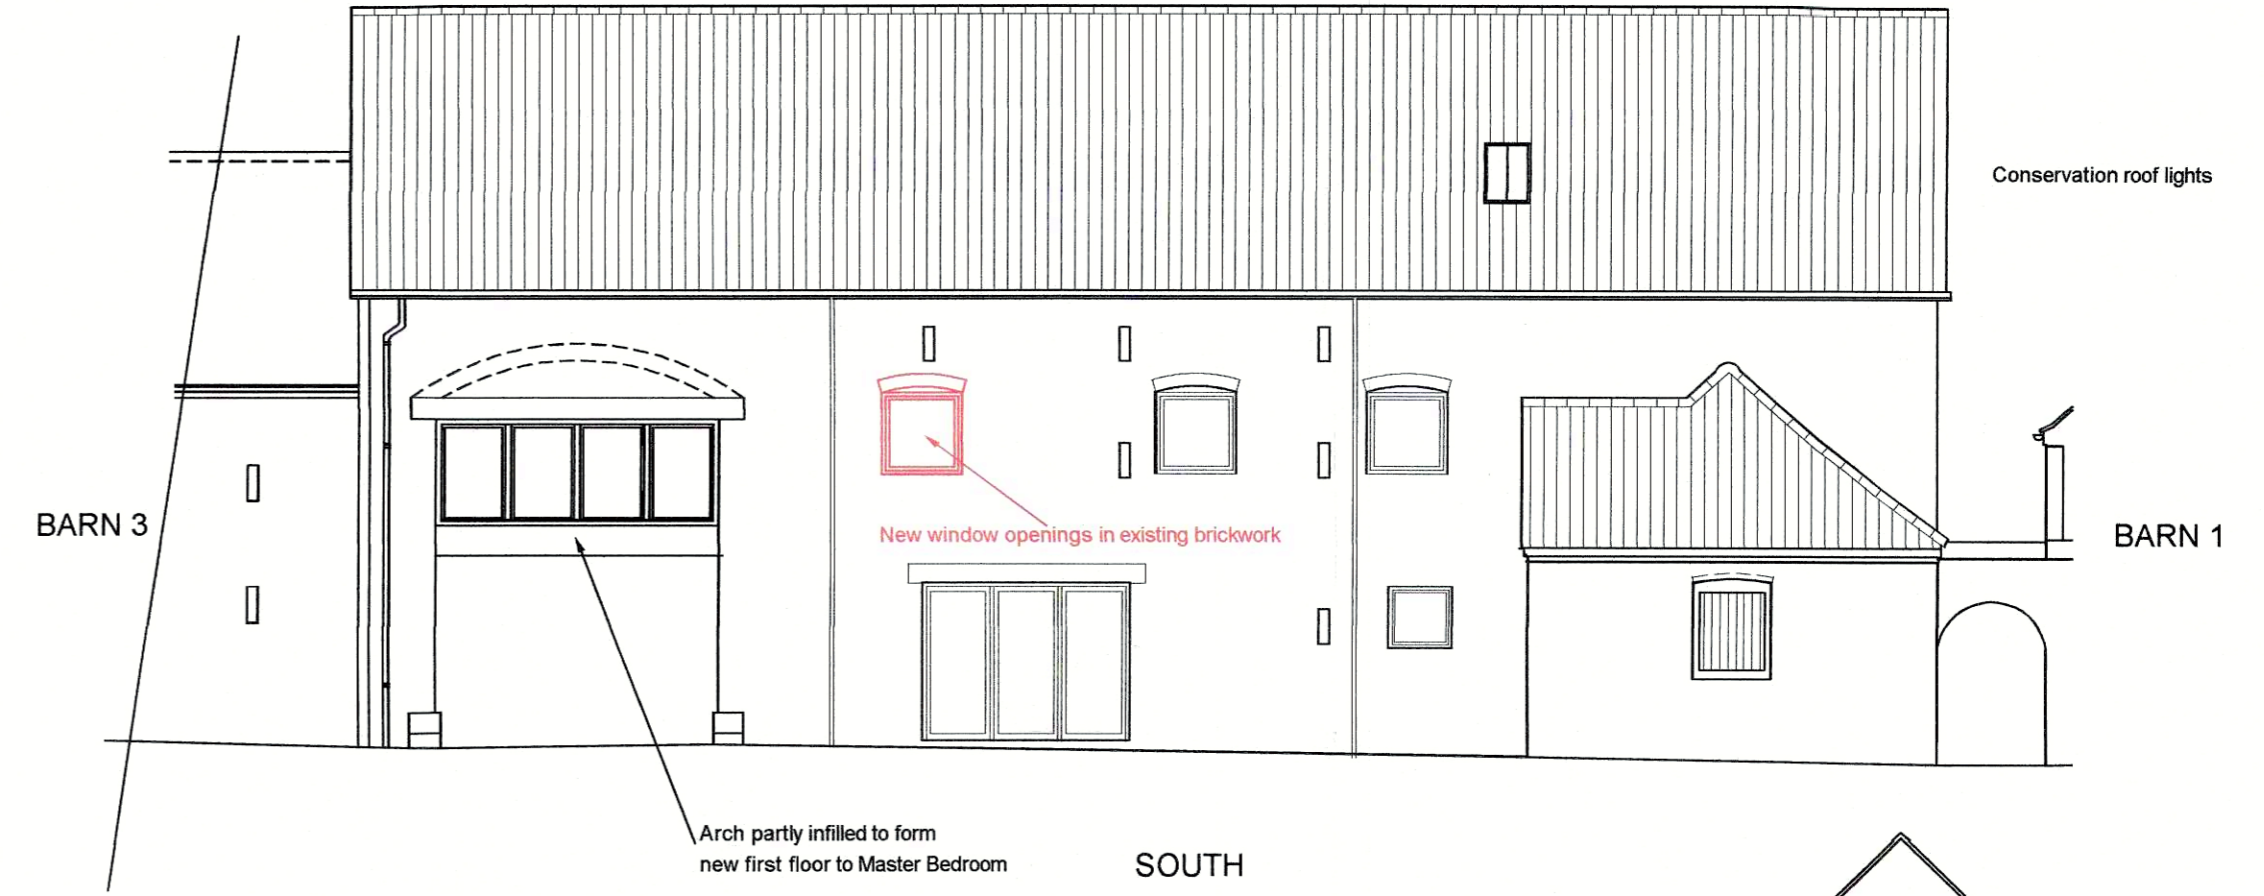 Conservation roof lights
BARN 3
New window openings in existing brickwork
BARN 1
Arch partly infilled to form
new first floor to Master Bedroom
SOUTH